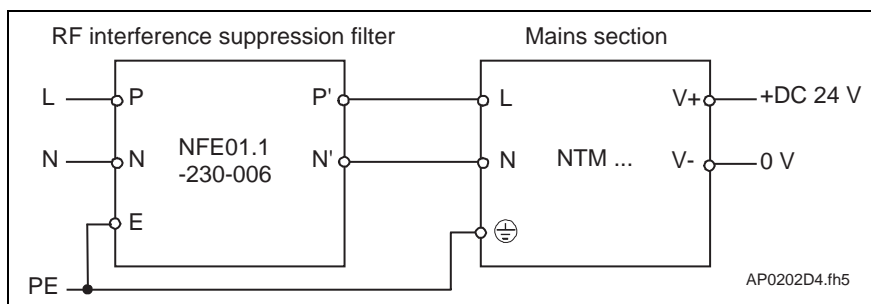 RF interference suppression filter Mains section
L P P' L V+ +DC 24 V
NFE01.1
-230-006
N N N' N NTM ... V- 0 V
E
PE
AP0202D4.fh5